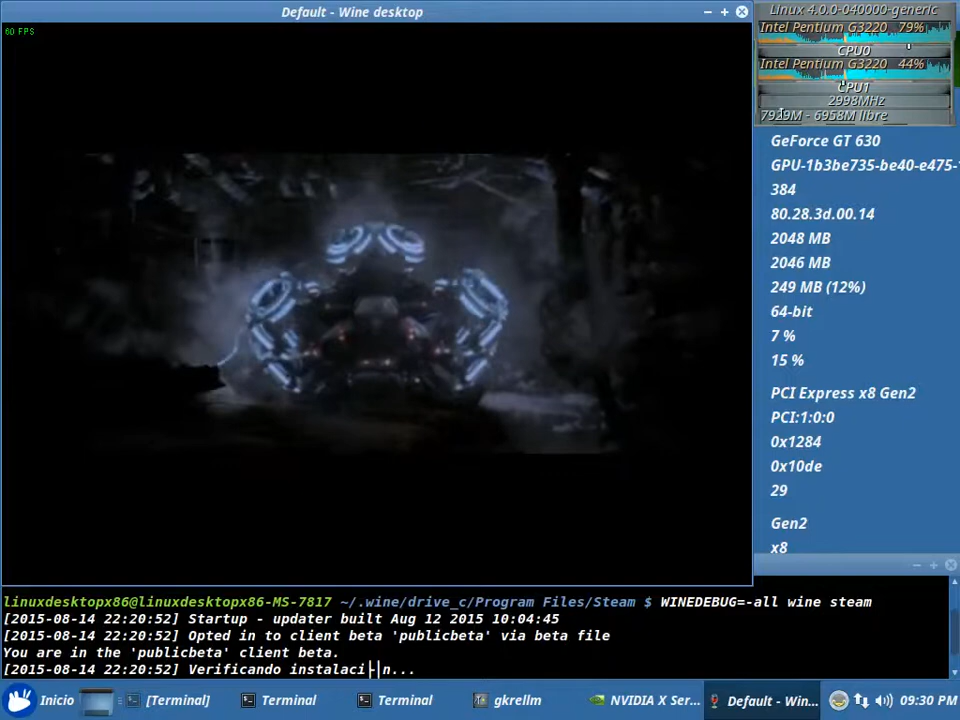 Default - Wine desktop
60 FPS
Linux 4.0.0-040000-generic
Intel Pentium G3220 79%
CPU0
Intel Pentium G3220 44%
CPU1
2998MHz
7929M - 6958M libre
GeForce GT 630
GPU-1b3be735-be40-e475-
384
80.28.3d.00.14
2048 MB
2046 MB
249 MB (12%)
64-bit
7 %
15 %
PCI Express x8 Gen2
PCI:1:0:0
0x1284
0x10de
29
Gen2
x8
linuxdesktopx86@linuxdesktopx86-MS-7817 ~/.wine/drive_c/Program Files/Steam $ WINEDEBUG=-all wine steam
[2015-08-14 22:20:52] Startup - updater built Aug 12 2015 10:04:45
[2015-08-14 22:20:52] Opted in to client beta 'publicbeta' via beta file
You are in the 'publicbeta' client beta.
[2015-08-14 22:20:52] Verificando instalaci├│n...
Inicio [Terminal] Terminal Terminal gkrellm NVIDIA X Ser... Default - Win... 09:30 PM